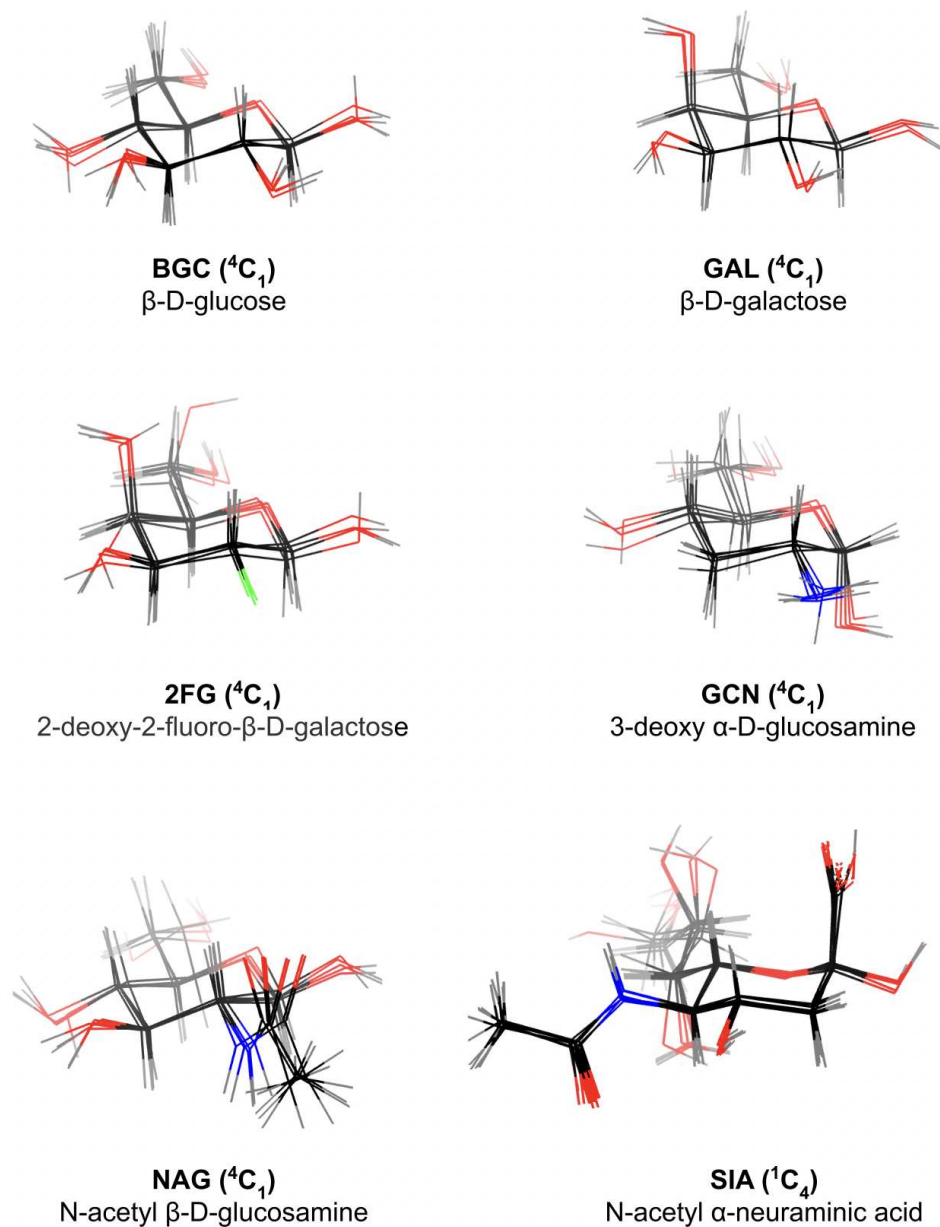 BGC (⁴C₁)
β-D-glucose
GAL (⁴C₁)
β-D-galactose
2FG (⁴C₁)
2-deoxy-2-fluoro-β-D-galactose
GCN (⁴C₁)
3-deoxy α-D-glucosamine
NAG (⁴C₁)
N-acetyl β-D-glucosamine
SIA (¹C₄)
N-acetyl α-neuraminic acid